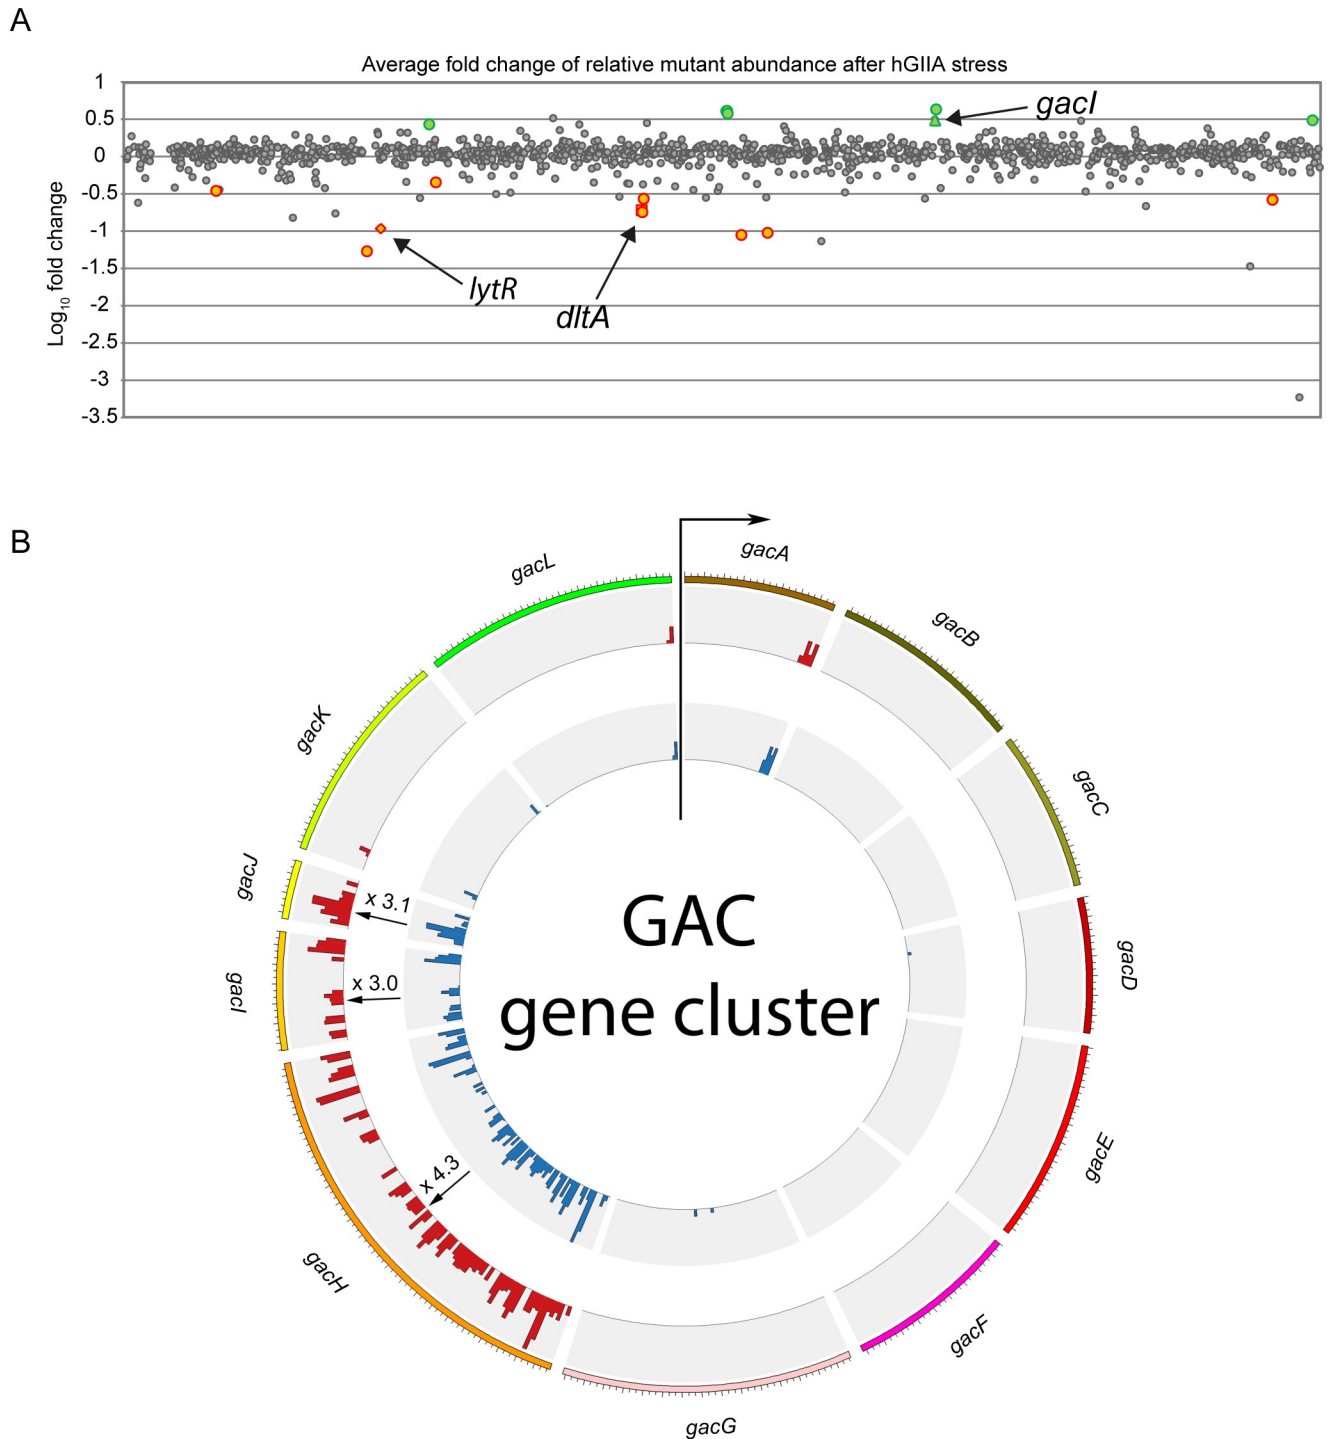 A
Average fold change of relative mutant abundance after hGIIA stress
Log10 fold change
1
0.5
0
-0.5
-1
-1.5
-2
-2.5
-3
-3.5
gacI
lytR
dltA
B
gacA
gacB
gacC
gacD
gacE
gacF
gacG
gacH
gacI
gacJ
gacK
gacL
x 3.1
x 3.0
x 4.3
GAC
gene cluster